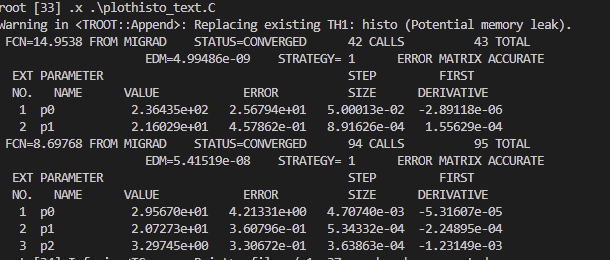 root [33] .x .\plothisto_text.C
Warning in <TROOT::Append>: Replacing existing TH1: histo (Potential memory leak).
FCN=14.9538 FROM MIGRAD    STATUS=CONVERGED      42 CALLS          43 TOTAL
EDM=4.99486e-09    STRATEGY= 1      ERROR MATRIX ACCURATE
EXT PARAMETER                                   STEP         FIRST
NO.   NAME      VALUE            ERROR          SIZE      DERIVATIVE
1  p0           2.36435e+02   2.56794e+01   5.00013e-02  -2.89118e-06
2  p1           2.16029e+01   4.57862e-01   8.91626e-04   1.55629e-04
FCN=8.69768 FROM MIGRAD    STATUS=CONVERGED      94 CALLS          95 TOTAL
EDM=5.41519e-08    STRATEGY= 1      ERROR MATRIX ACCURATE
EXT PARAMETER                                   STEP         FIRST
NO.   NAME      VALUE            ERROR          SIZE      DERIVATIVE
1  p0           2.95670e+01   4.21331e+00   4.70740e-03  -5.31607e-05
2  p1           2.07273e+01   3.60796e-01   5.34332e-04  -2.24895e-04
3  p2           3.29745e+00   3.30672e-01   3.63863e-04  -1.23149e-03